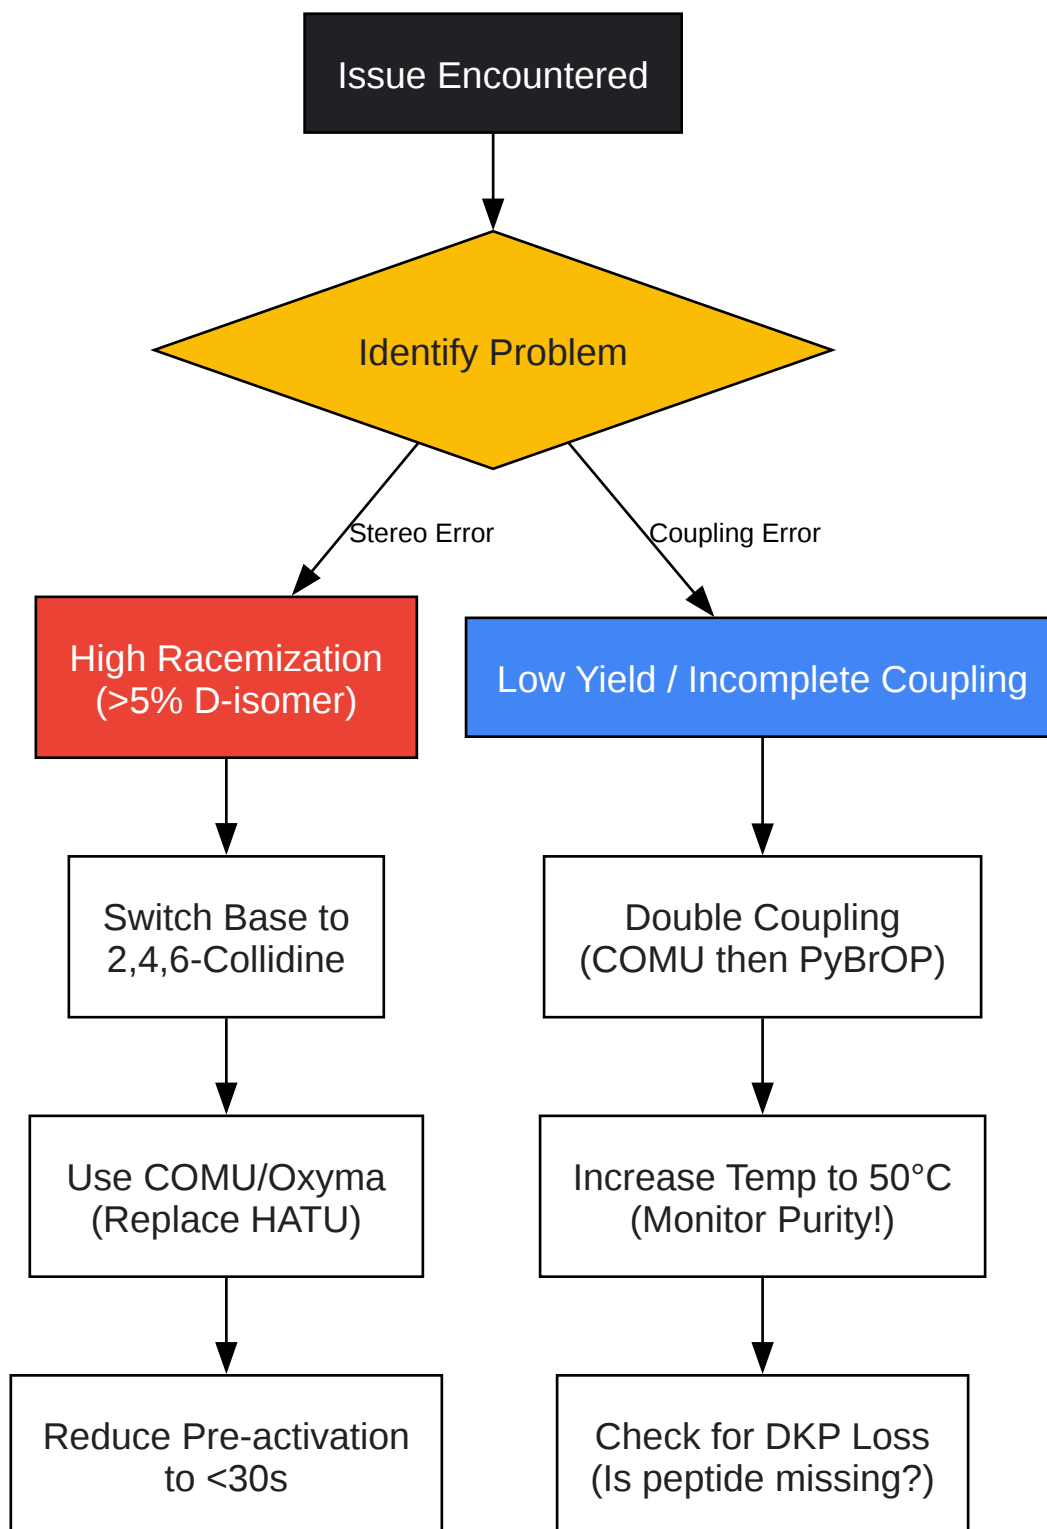 Issue Encountered
Identify Problem
Stereo Error
Coupling Error
High Racemization
(>5% D-isomer)
Low Yield / Incomplete Coupling
Switch Base to
2,4,6-Collidine
Double Coupling
(COMU then PyBrOP)
Use COMU/Oxyma
(Replace HATU)
Increase Temp to 50°C
(Monitor Purity!)
Reduce Pre-activation
to <30s
Check for DKP Loss
(Is peptide missing?)